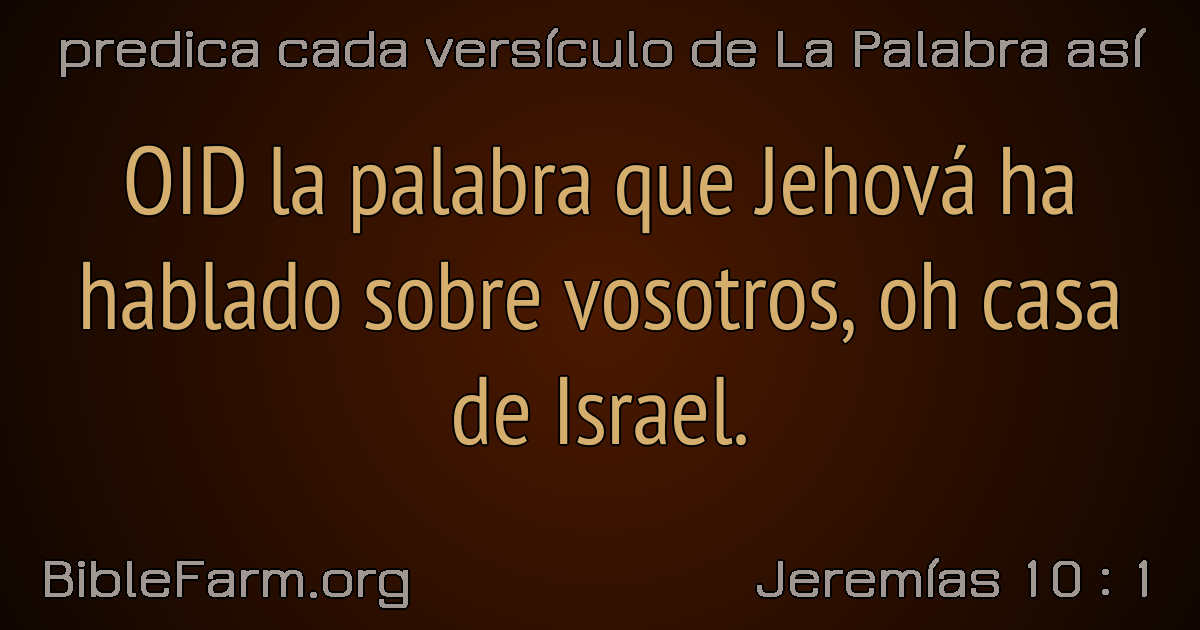 predica cada versículo de La Palabra así
OID la palabra que Jehová ha
hablado sobre vosotros, oh casa
de Israel.
BibleFarm.org
Jeremías 10 : 1